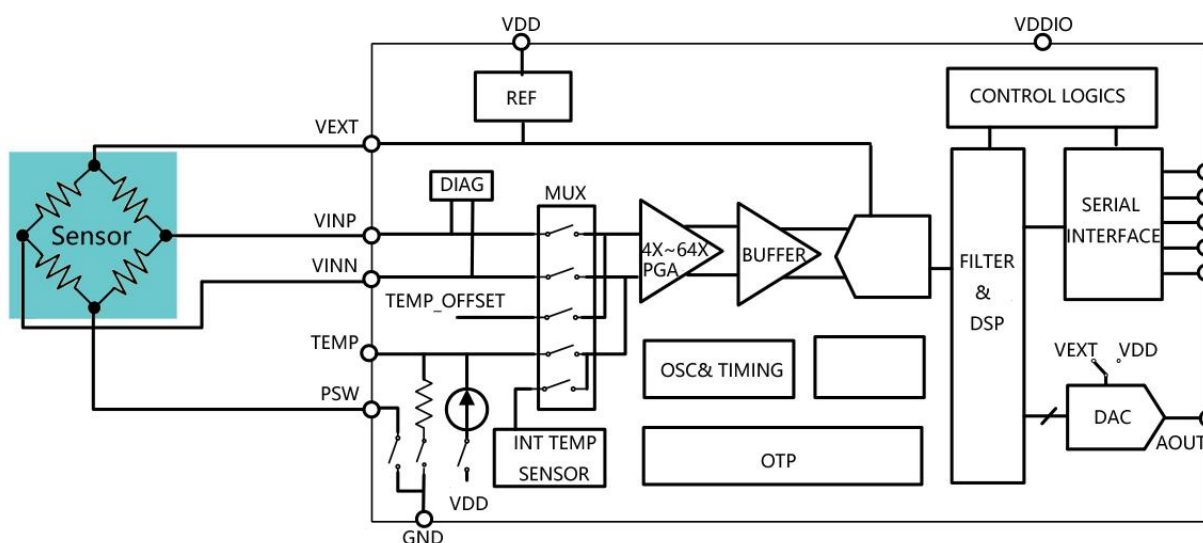 VDD
VDDIO
REF
CONTROL LOGICS
VEXT
DIAG
MUX
VINP
Sensor
4X~64X
PGA
BUFFER
SERIAL
INTERFACE
VINN
FILTER
&
DSP
TEMP_OFFSET
TEMP
OSC& TIMING
VEXT
VDD
PSW
DAC
INT TEMP
SENSOR
OTP
AOUT
VDD
GND